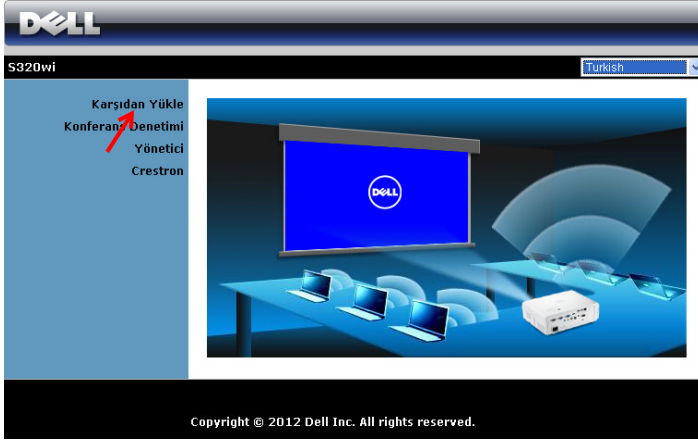 DELL
S320wi
Turkish
Karşıdan Yükle
Konferans Denetimi
Yönetici
Crestron
DELL
Copyright © 2012 Dell Inc. All rights reserved.